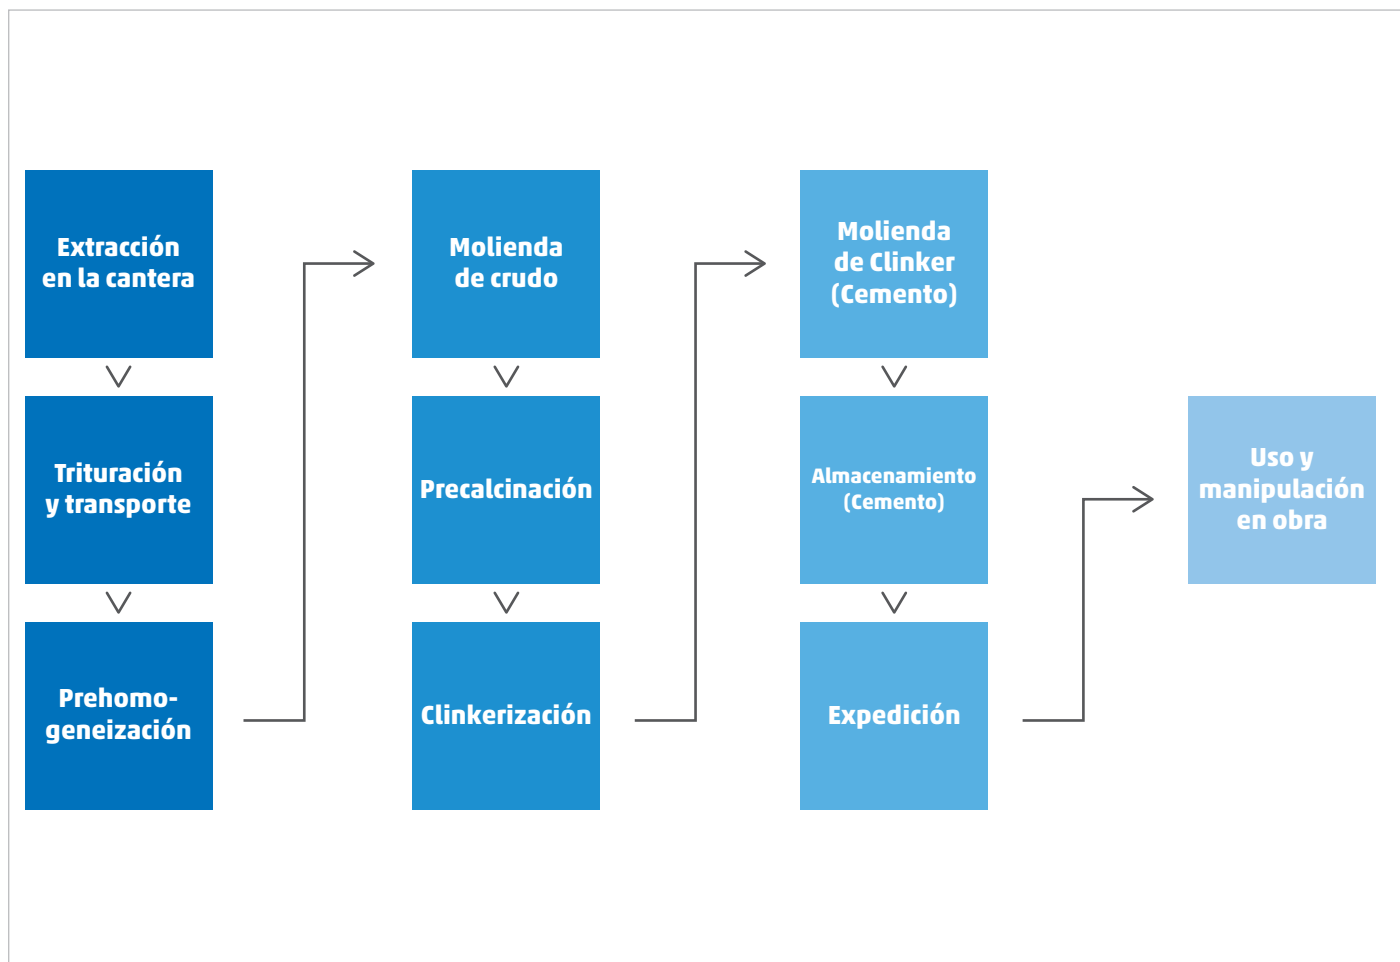 Extracción
en la cantera
Trituración
y transporte
Prehomo-
geneización
Molienda
de crudo
Precalcinación
Clinkerización
Molienda
de Clinker
(Cemento)
Almacenamiento
(Cemento)
Expedición
Uso y
manipulación
en obra